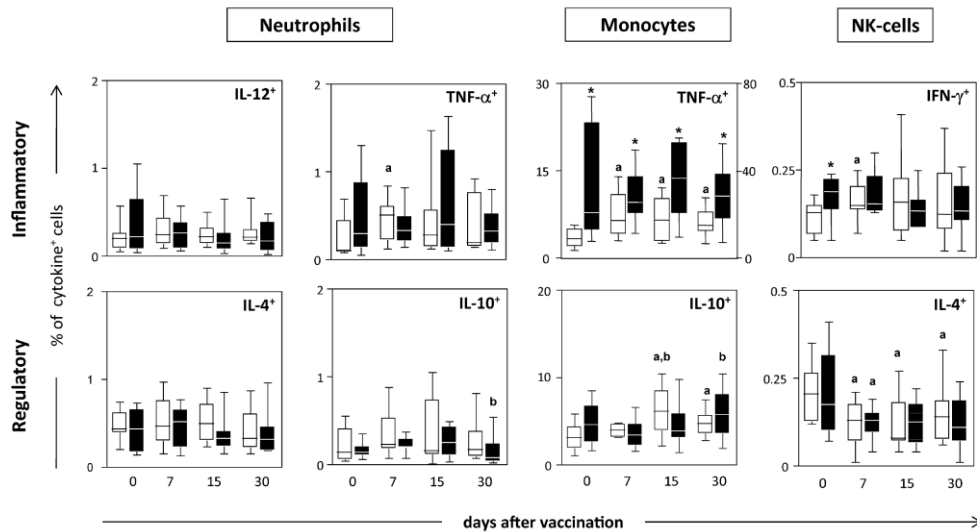 Neutrophils
Monocytes
NK-cells
Inflammatory
Regulatory
% of cytokine⁺ cells
2
1
0
IL-12⁺
2
1
0
TNF-α⁺
a
30
15
0
TNF-α⁺
80
40
0
*
a
*
a
*
a
*
0.5
0.25
0
IFN-γ⁺
*
a
2
1
0
IL-4⁺
0 7 15 30
2
1
0
IL-10⁺
b
0 7 15 30
20
10
0
IL-10⁺
a,b
a
b
0 7 15 30
0.5
0.25
0
IL-4⁺
a
a
a
a
0 7 15 30
days after vaccination